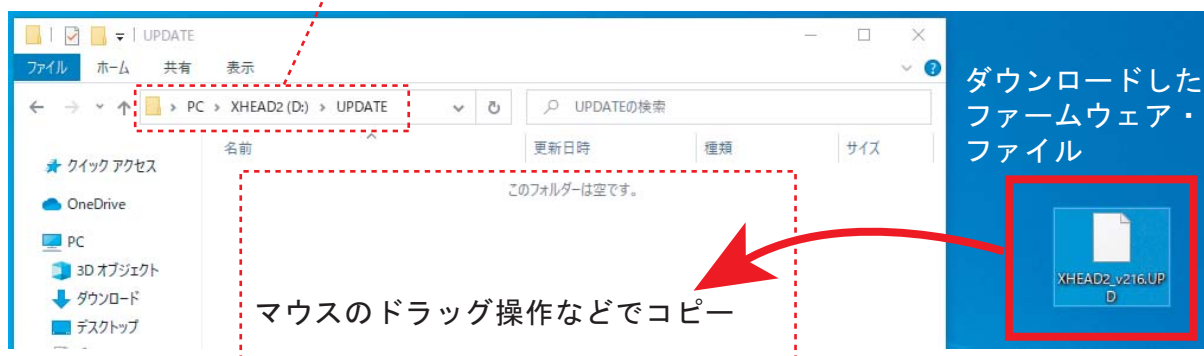 UPDATE
ファイル ホーム 共有 表示
PC › XHEAD2 (D:) › UPDATE
UPDATEの検索
名前 更新日時 種類 サイズ
クイック アクセス
このフォルダーは空です。
OneDrive
PC
3D オブジェクト
ダウンロード
デスクトップ
マウスのドラッグ操作などでコピー
ダウンロードした
ファームウェア・
ファイル
XHEAD2_v216.UP
D